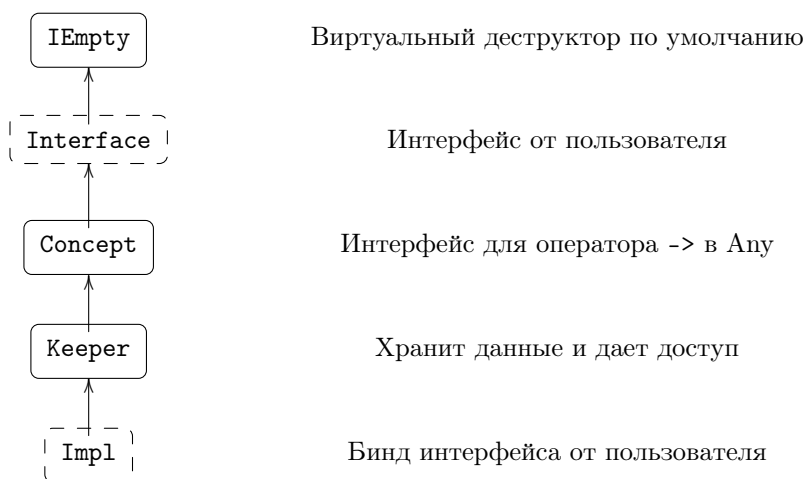 IEmpty Виртуальный деструктор по умолчанию
Interface Интерфейс от пользователя
Concept Интерфейс для оператора -> в Any
Keeper Хранит данные и дает доступ
Impl Бинд интерфейса от пользователя